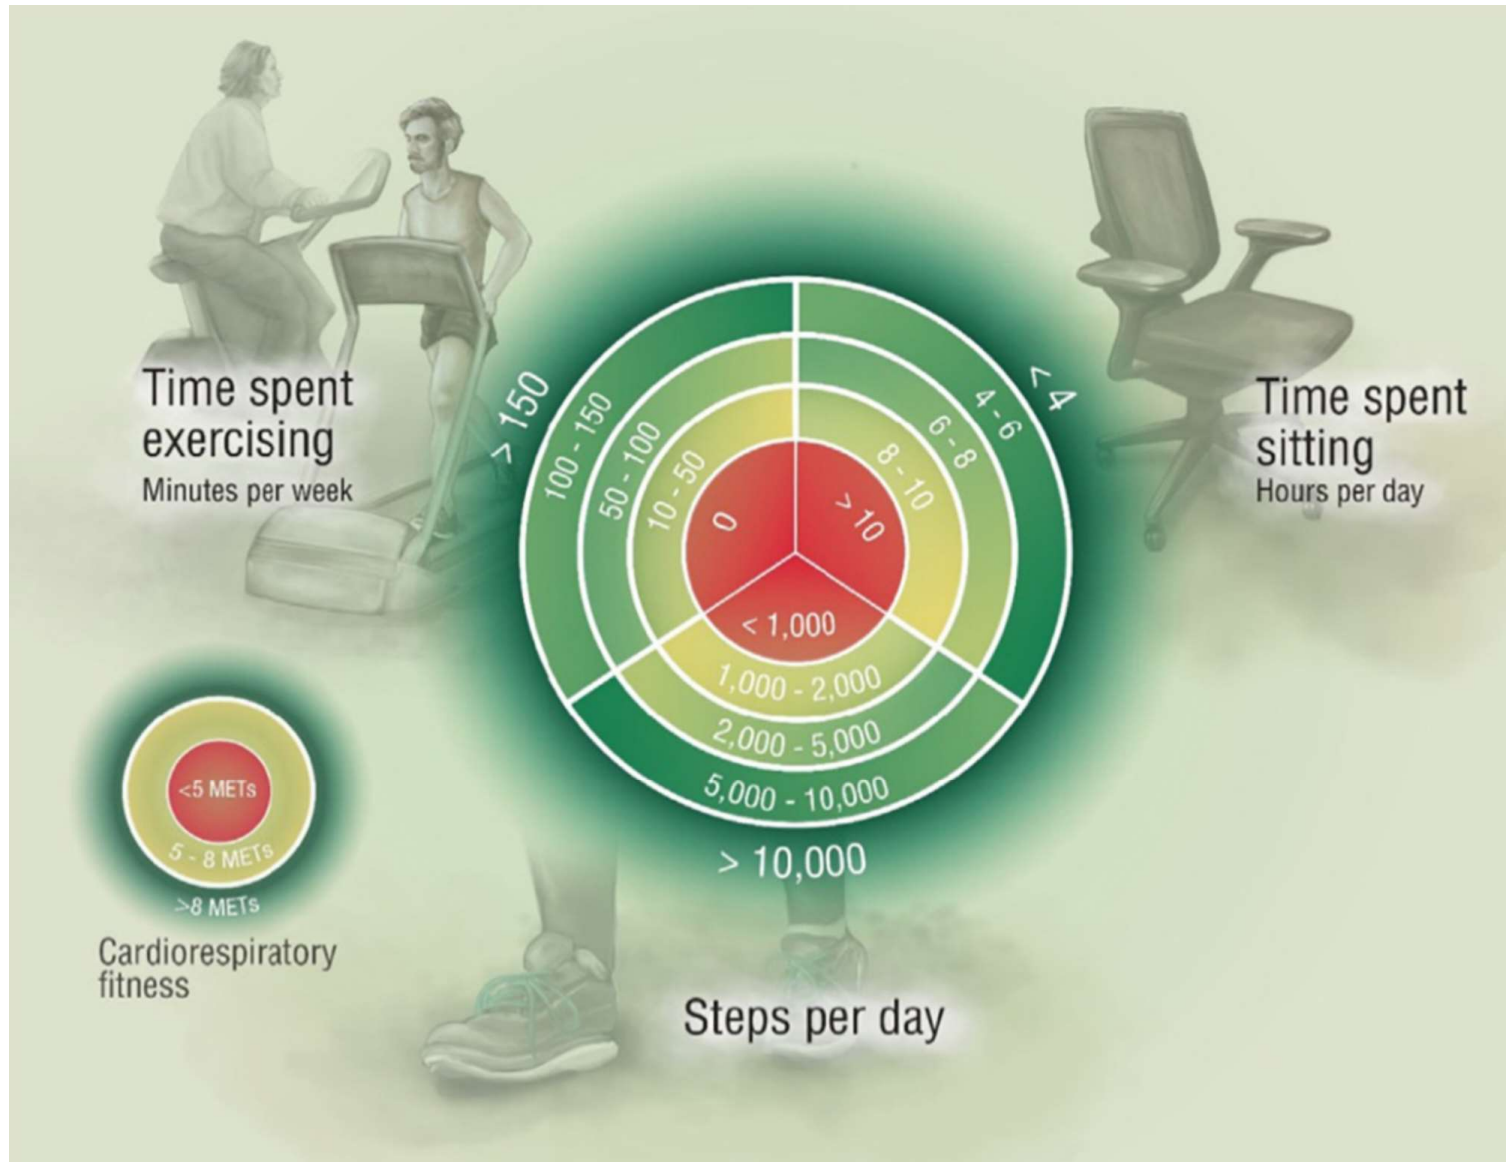 Time spent
exercising
Minutes per week
> 150
100 - 150
50 - 100
10 - 50
0
< 4
4 - 6
6 - 8
8 - 10
> 10
Time spent
sitting
Hours per day
< 1,000
1,000 - 2,000
2,000 - 5,000
5,000 - 10,000
> 10,000
Steps per day
<5 METs
5 - 8 METs
>8 METs
Cardiorespiratory
fitness